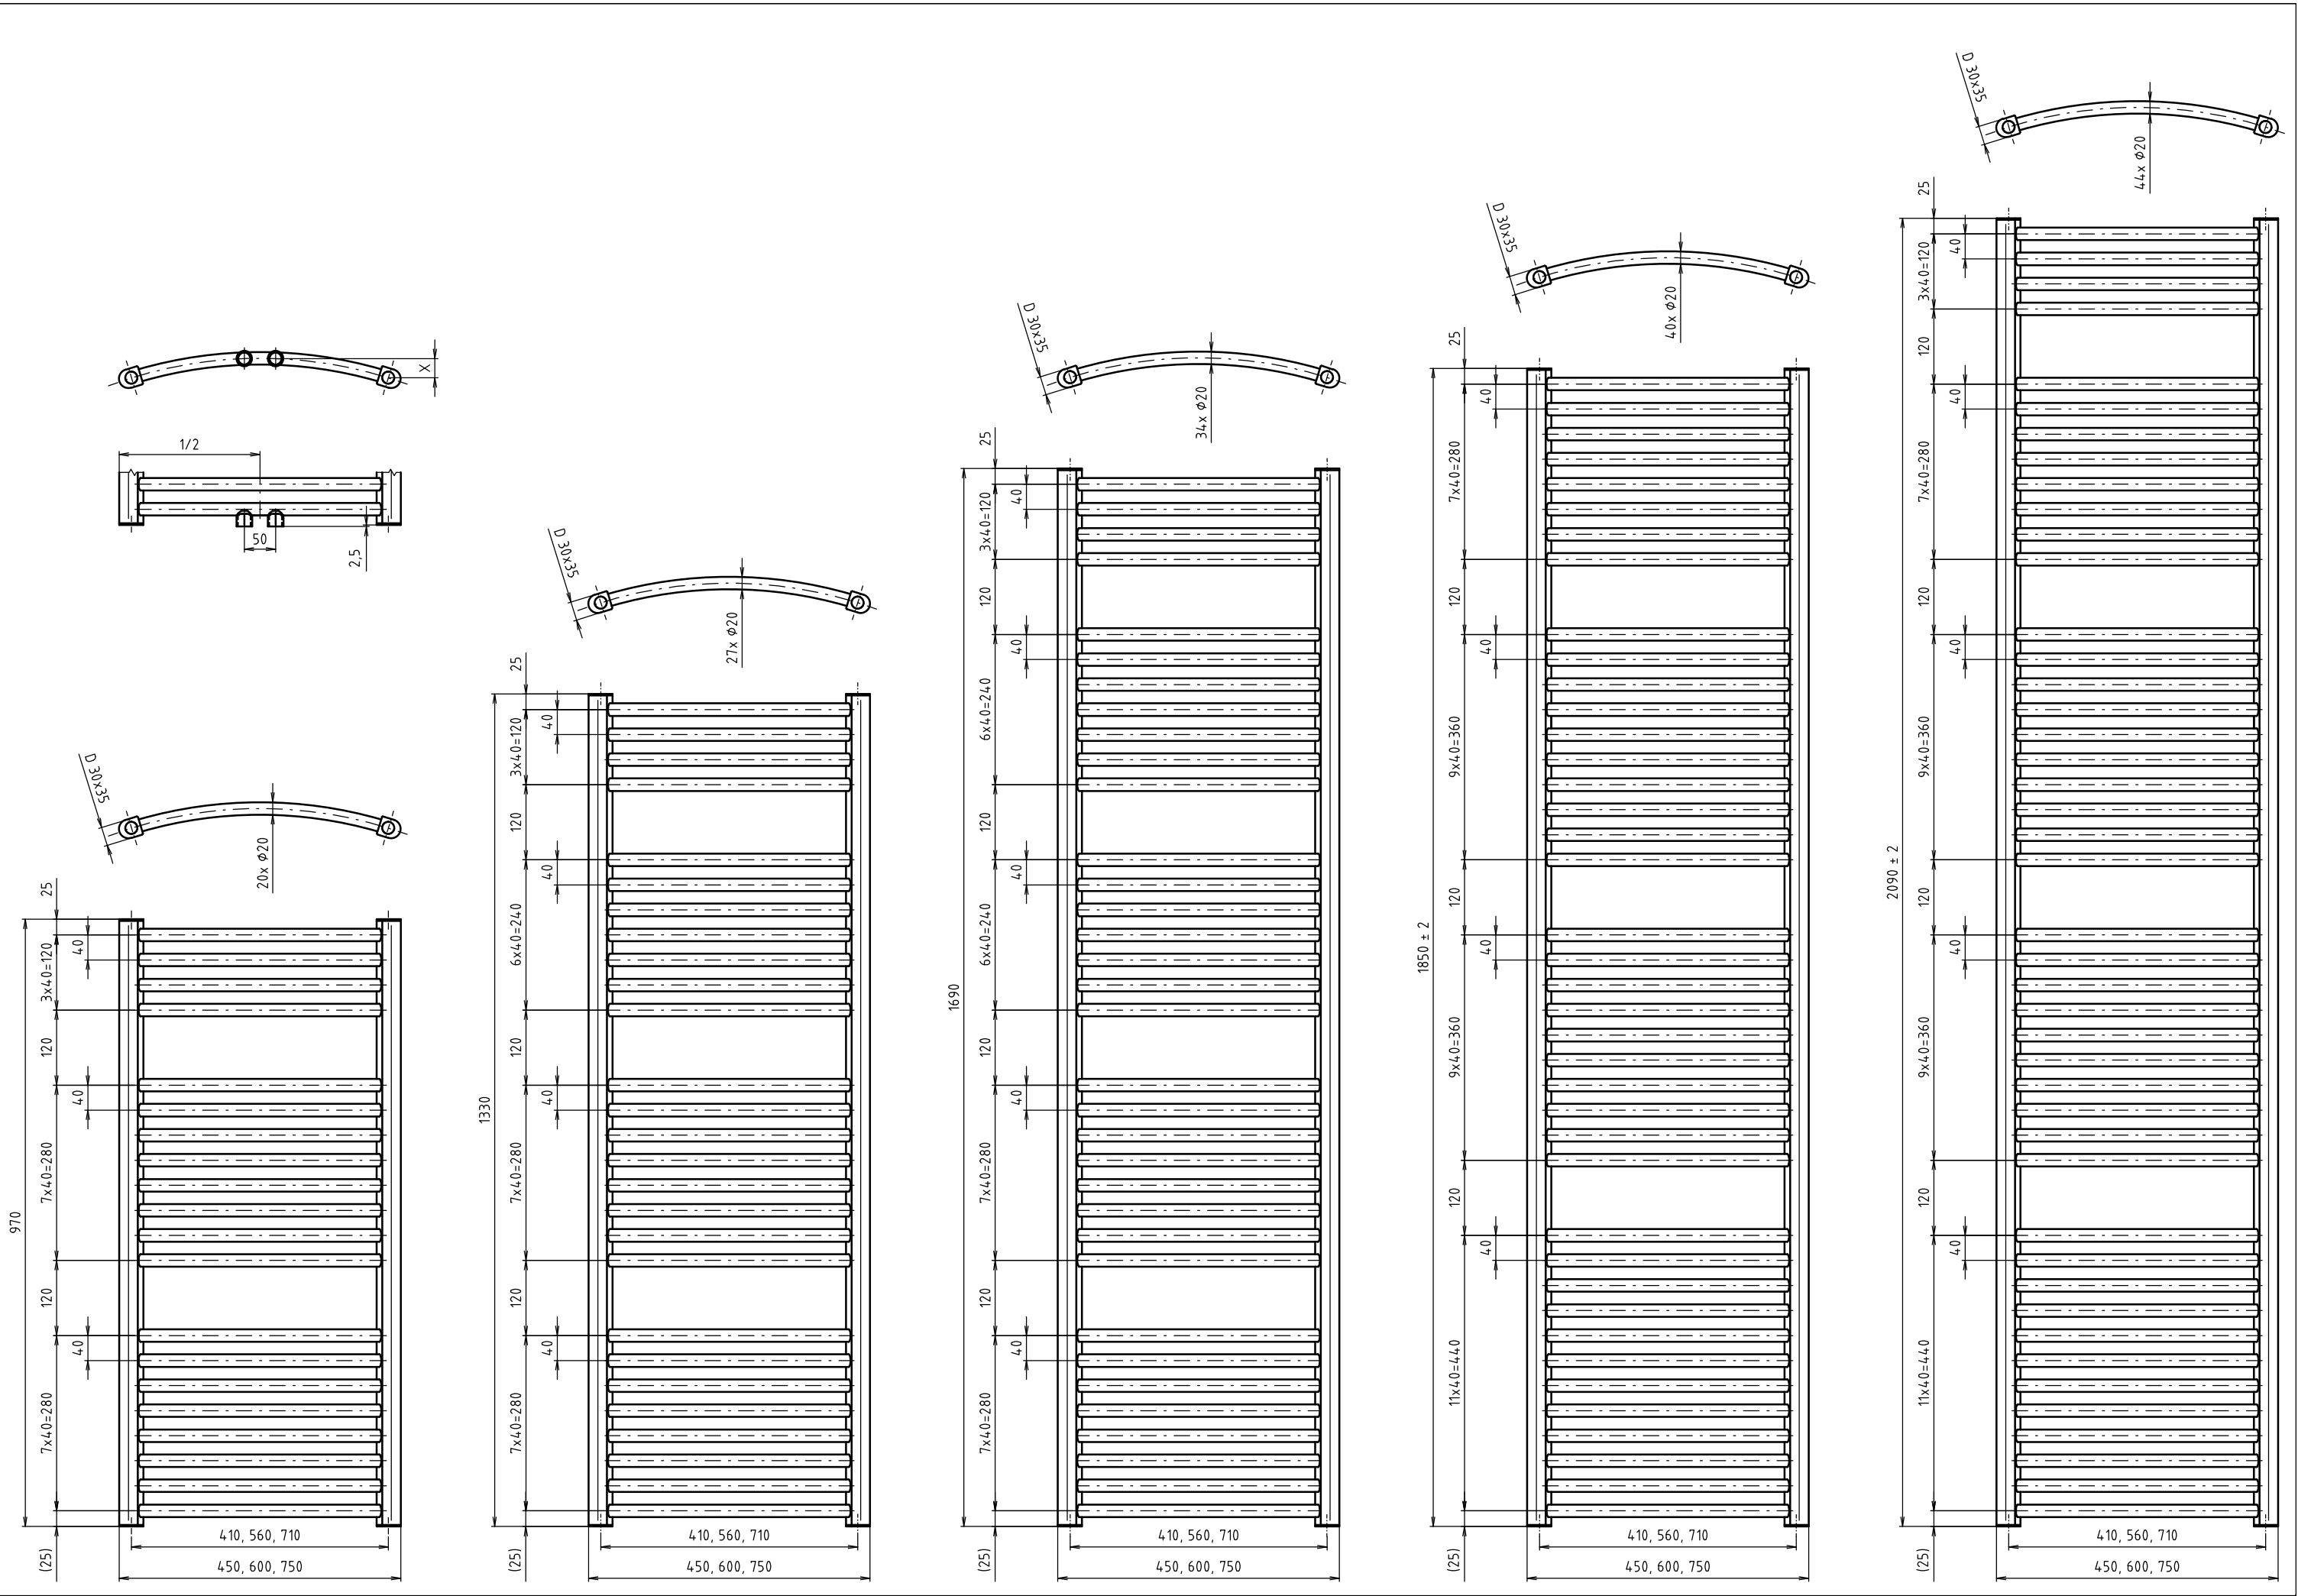 X
1/2
50
2,5
D 30x35
20x Ø20
25
3x40=120
40
120
40
7x40=280
120
40
7x40=280
970
(25)
410, 560, 710
450, 600, 750
D 30x35
27x Ø20
25
3x40=120
40
120
40
6x40=240
120
40
7x40=280
120
40
7x40=280
1330
(25)
410, 560, 710
450, 600, 750
D 30x35
34x Ø20
25
3x40=120
40
120
40
6x40=240
120
40
6x40=240
120
40
7x40=280
120
40
7x40=280
1690
(25)
410, 560, 710
450, 600, 750
D 30x35
40x Ø20
25
40
7x40=280
120
40
9x40=360
120
40
9x40=360
120
40
11x40=440
1850 ± 2
(25)
410, 560, 710
450, 600, 750
D 30x35
44x Ø20
25
3x40=120
40
120
40
7x40=280
120
40
9x40=360
120
40
9x40=360
120
40
11x40=440
2090 ± 2
(25)
410, 560, 710
450, 600, 750